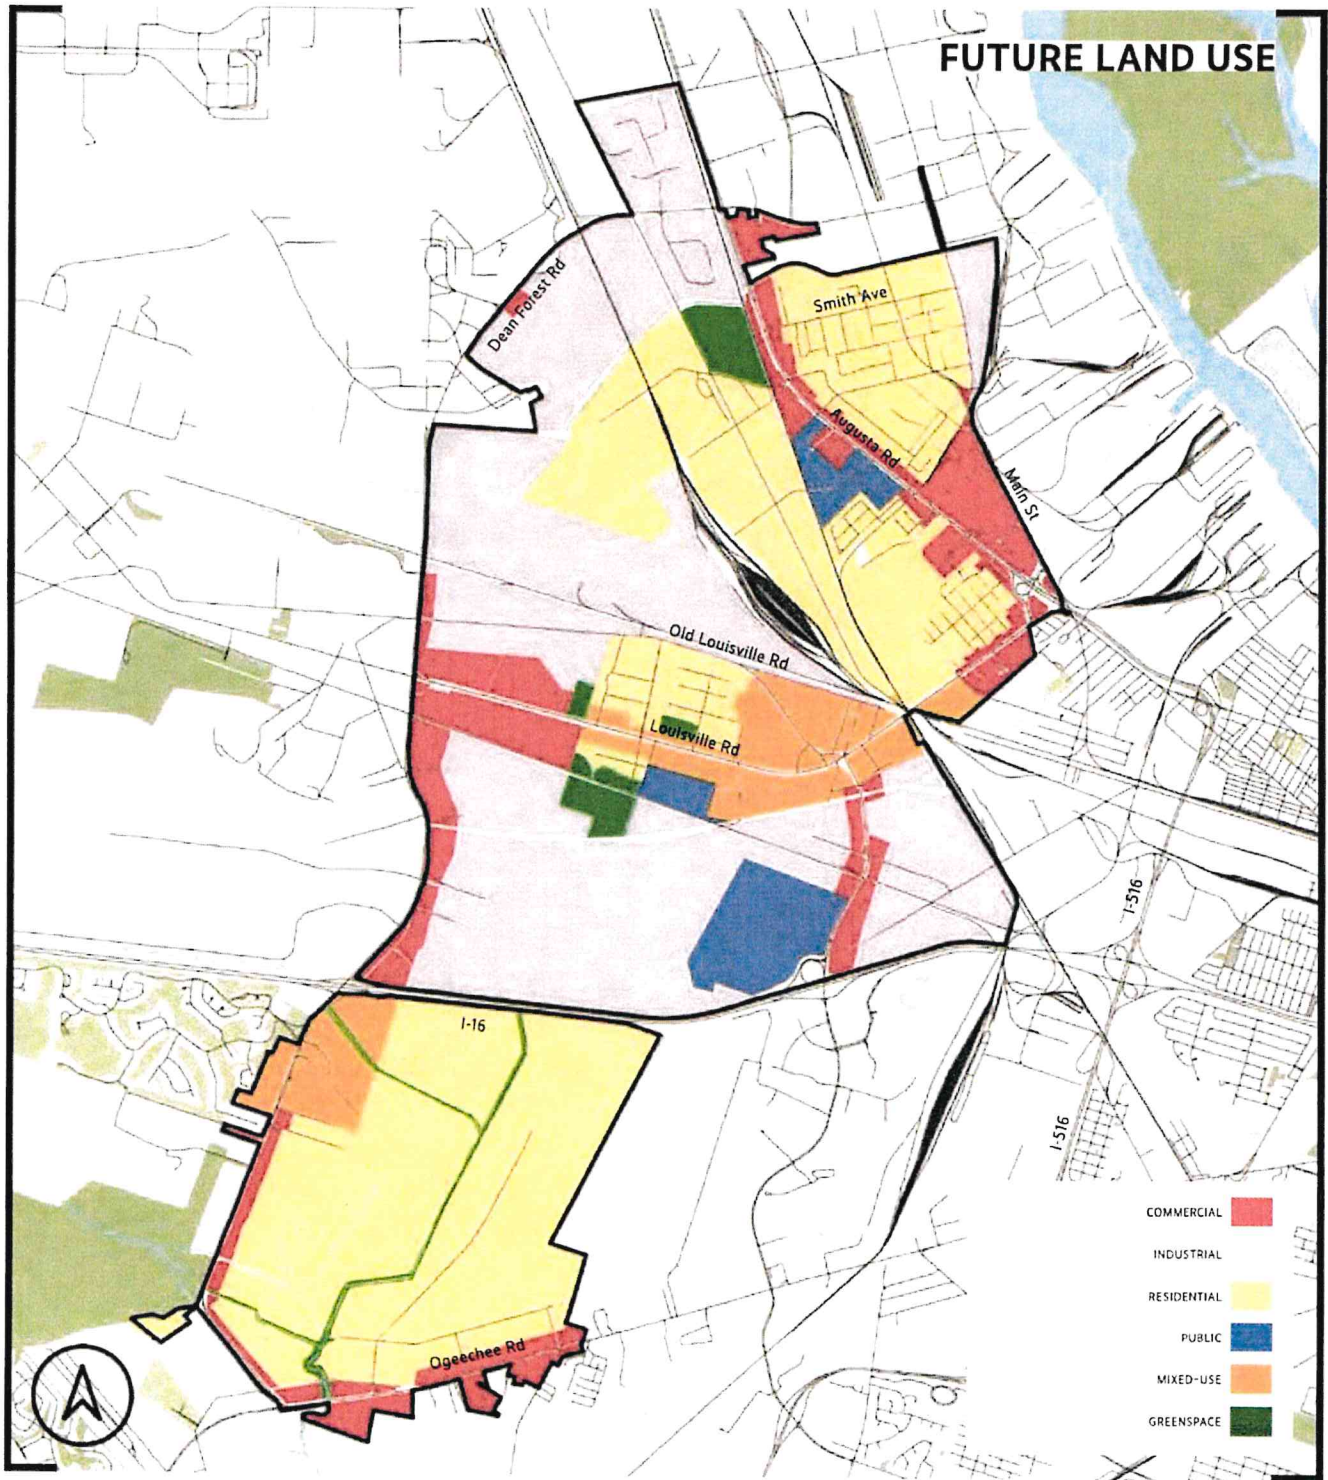 FUTURE LAND USE
Smith Ave
Dean Forest Rd
Augusta Rd
Main St
Old Louisville Rd
Louisville Rd
I-516
I-16
I-516
Ogeechee Rd
COMMERCIAL
INDUSTRIAL
RESIDENTIAL
PUBLIC
MIXED-USE
GREENSPACE